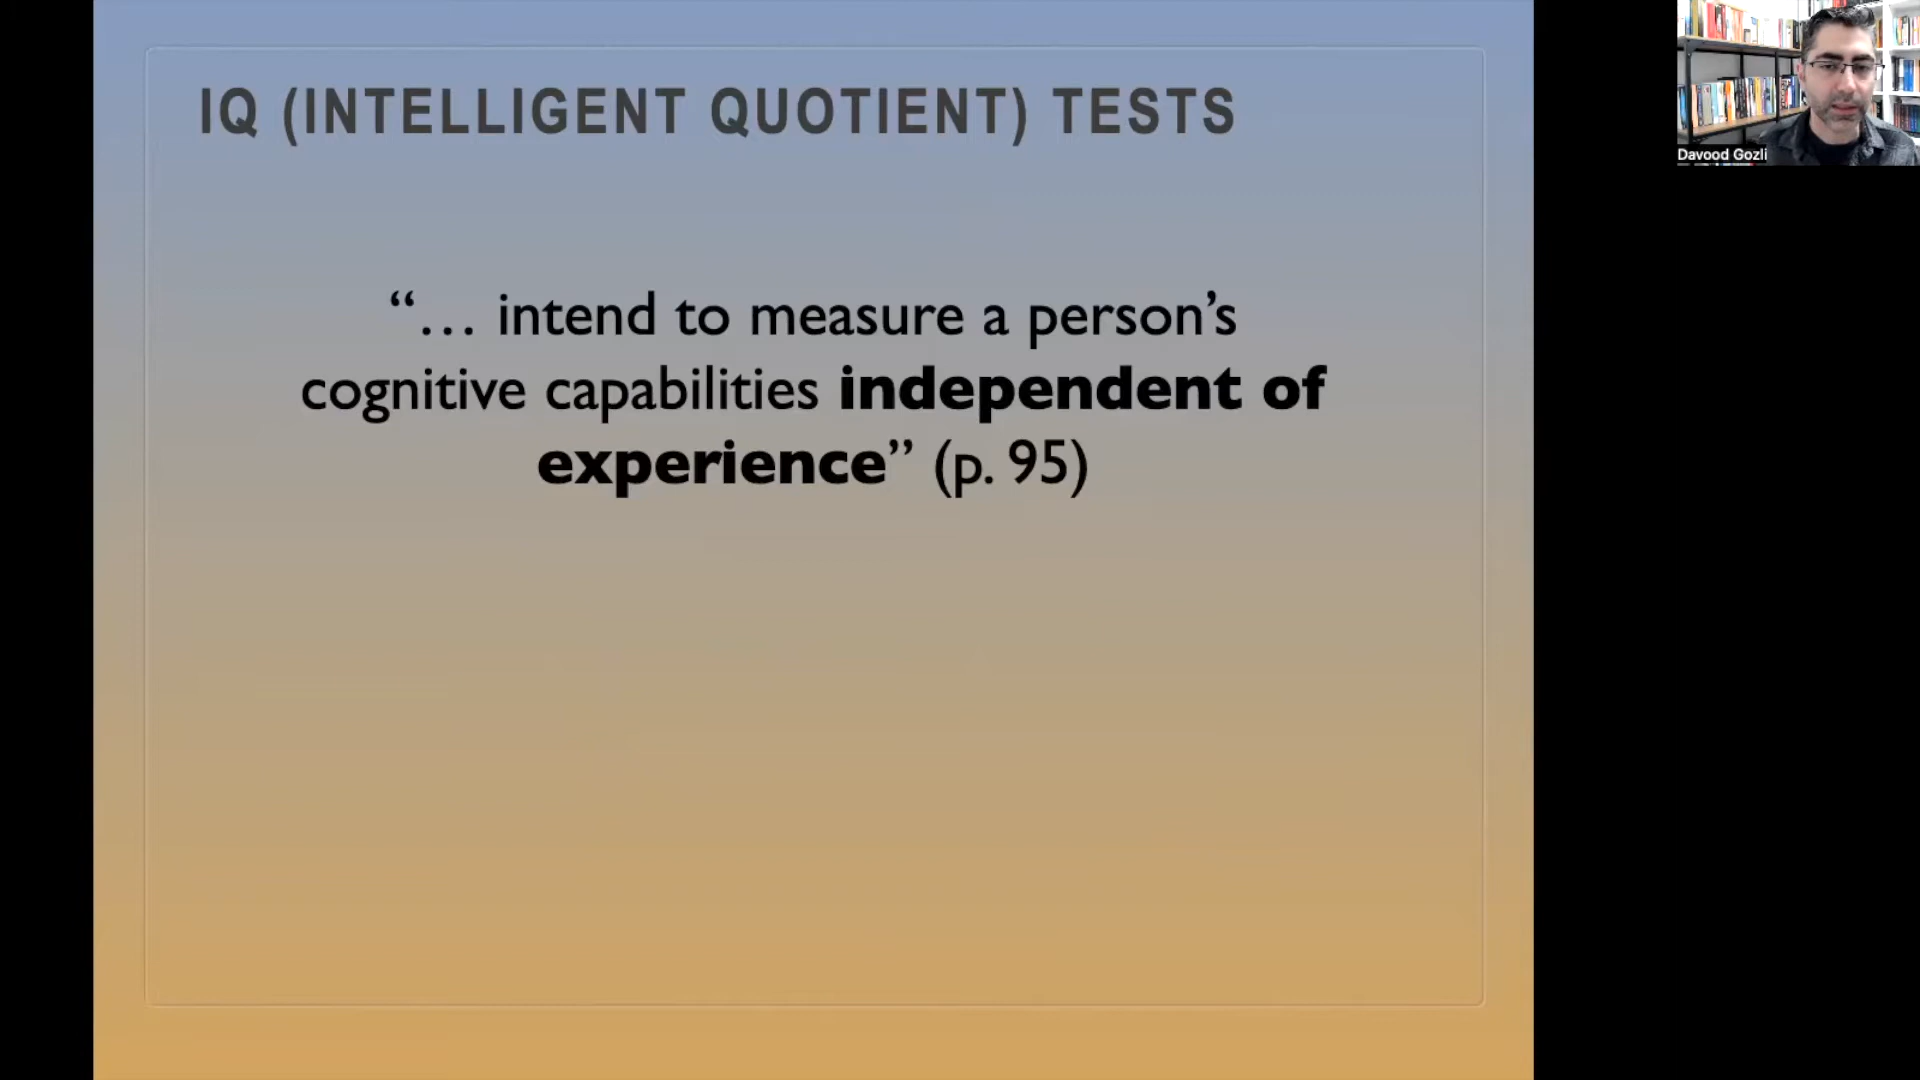 IQ (INTELLIGENT QUOTIENT) TESTS
“… intend to measure a person’s
cognitive capabilities independent of
experience” (p. 95)
Davood Gozli